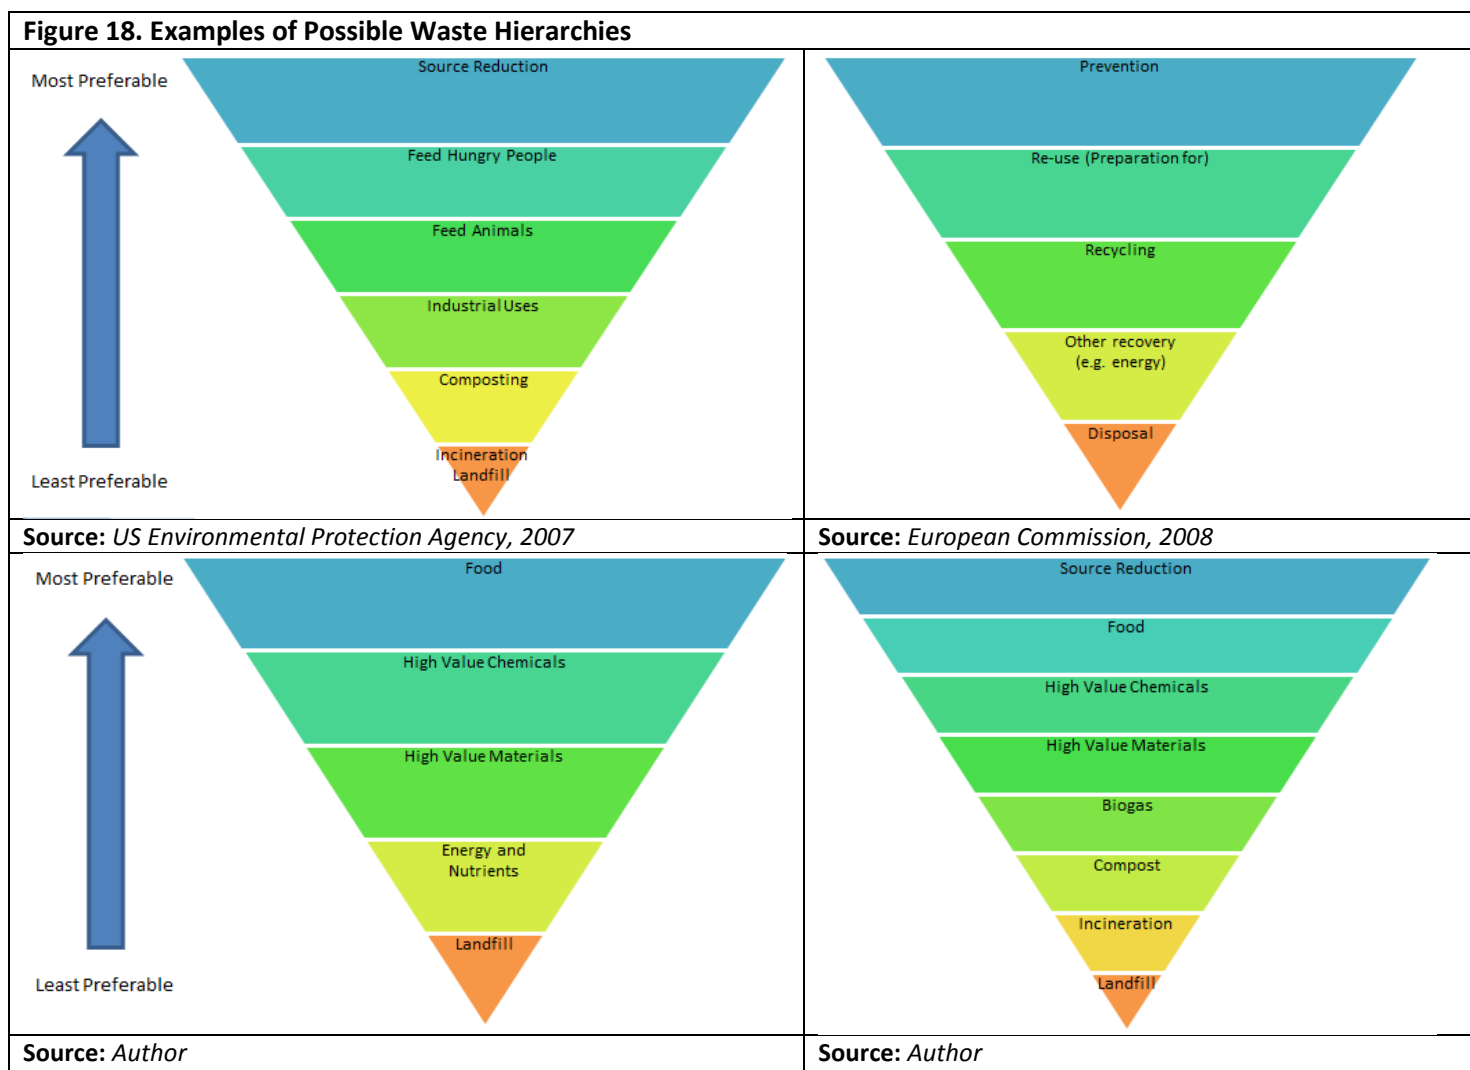 Figure 18. Examples of Possible Waste Hierarchies
Most Preferable
Least Preferable
Source Reduction
Feed Hungry People
Feed Animals
Industrial Uses
Composting
Incineration
Landfill
Prevention
Re-use (Preparation for)
Recycling
Other recovery
(e.g. energy)
Disposal
Source: US Environmental Protection Agency, 2007
Source: European Commission, 2008
Most Preferable
Least Preferable
Food
High Value Chemicals
High Value Materials
Energy and
Nutrients
Landfill
Source Reduction
Food
High Value Chemicals
High Value Materials
Biogas
Compost
Incineration
Landfill
Source: Author
Source: Author